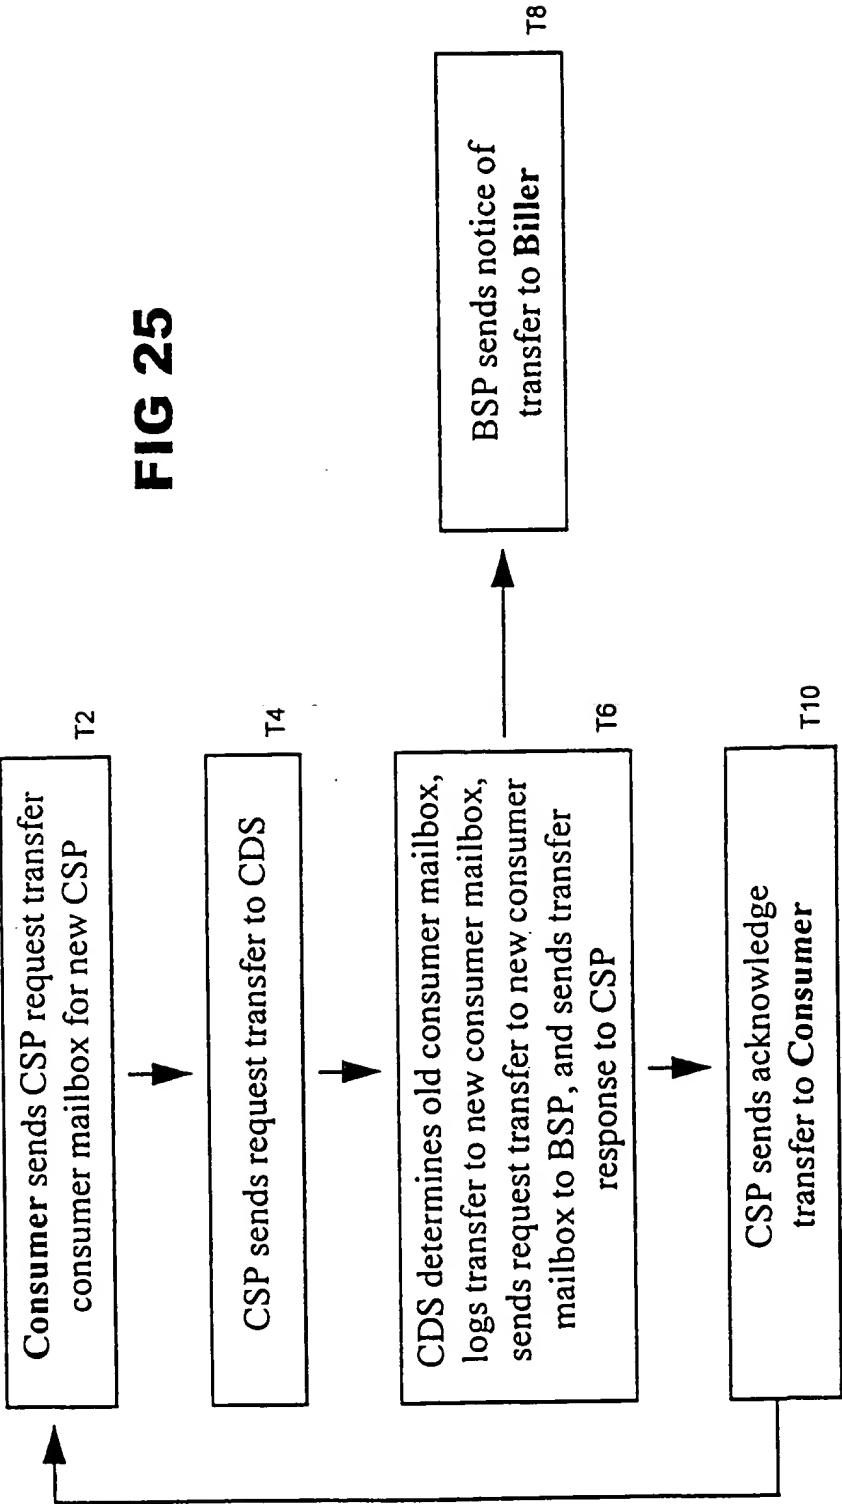 FIG 25
Consumer sends CSP request transfer
consumer mailbox for new CSP
T2
CSP sends request transfer to CDS
T4
CDS determines old consumer mailbox,
logs transfer to new consumer mailbox,
sends request transfer to new consumer
mailbox to BSP, and sends transfer
response to CSP
T6
BSP sends notice of
transfer to Biller
T8
CSP sends acknowledge
transfer to Consumer
T10